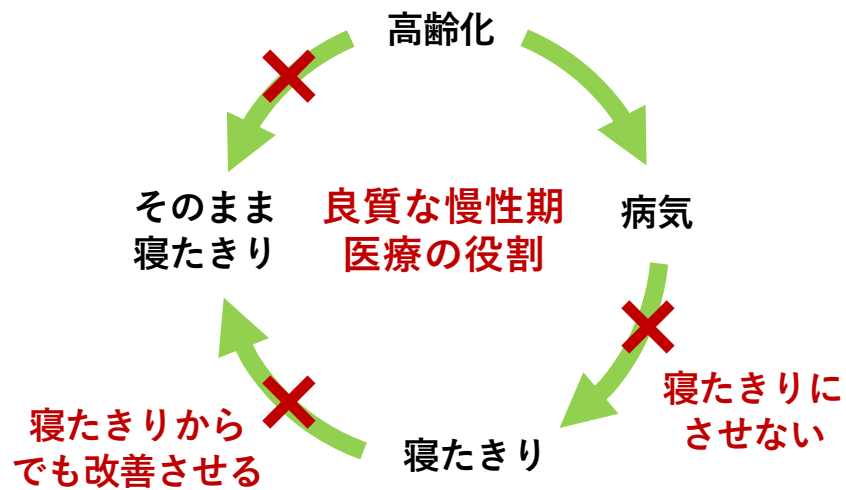 高齢化
そのまま
寝たきり
良質な慢性期
医療の役割
病気
寝たきりに
させない
寝たきり
寝たきりから
でも改善させる